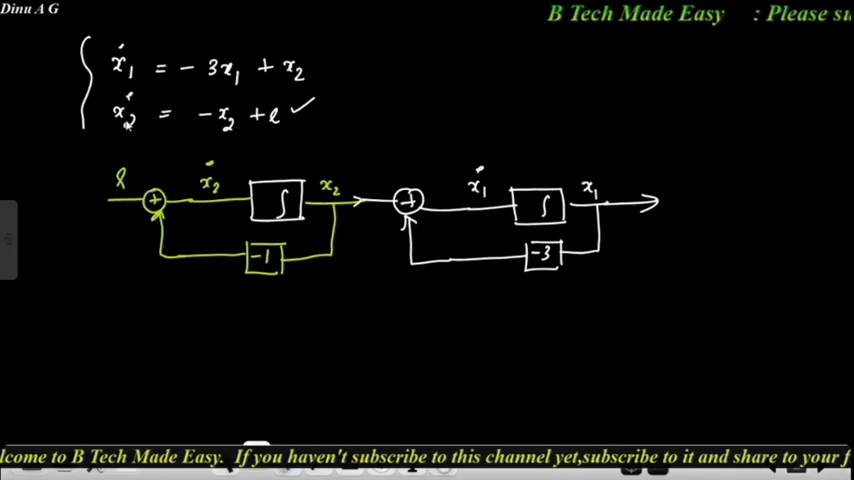 Dinu A G
B Tech Made Easy : Please su
ẋ₁ = - 3x₁ + x₂
ẋ₂ = - x₂ + r ✓
r + ẋ₂ ∫ x₂ + ẋ₁ ∫ x₁
-1 -3
lcome to B Tech Made Easy. If you haven't subscribe to this channel yet,subscribe to it and share to your f